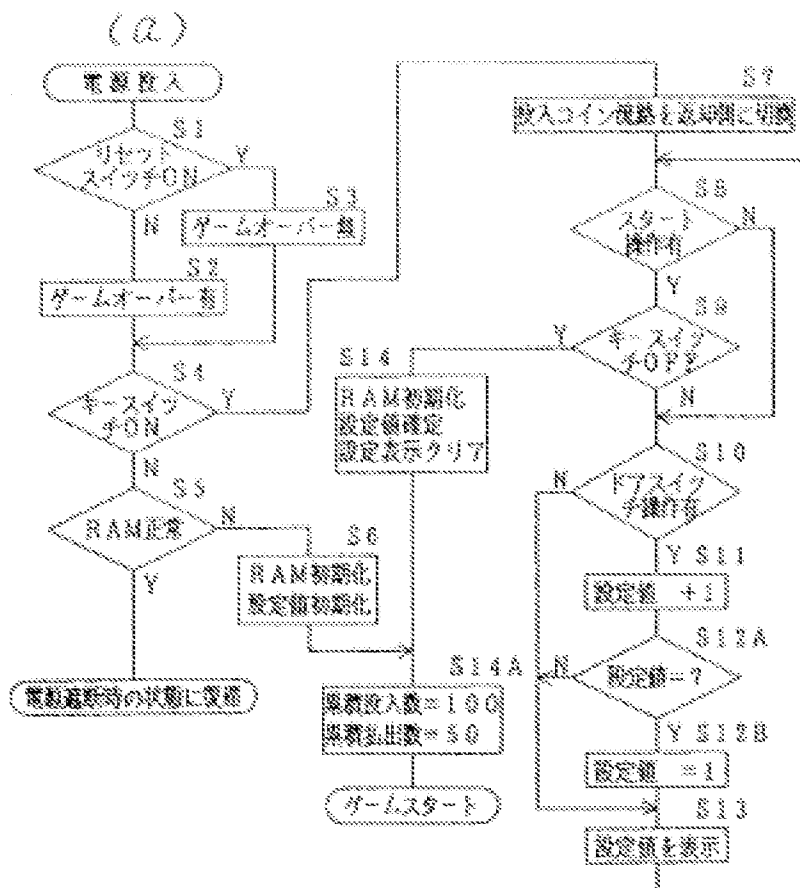 (a)
電源投入
S1
リセット
スイッチON
Y
N
S3
ゲームオーバー無
S2
ゲームオーバー有
S4
キースイッ
チON
Y
N
S5
RAM正常
N
Y
S6
RAM初期化
設定値初期化
電源遮断時の状態に復帰
S7
投入コイン流路を返却側に切換
S8
スタート
操作有
N
Y
S9
キースイッ
チOFF
Y
N
S14
RAM初期化
設定値確定
設定表示クリア
S10
ドアスイッ
チ操作有
N
Y
S11
設定値 +1
S12A
設定値=7
N
Y
S12B
設定値 =1
S13
設定値を表示
S14A
累積投入数=100
累積払出数=50
ゲームスタート